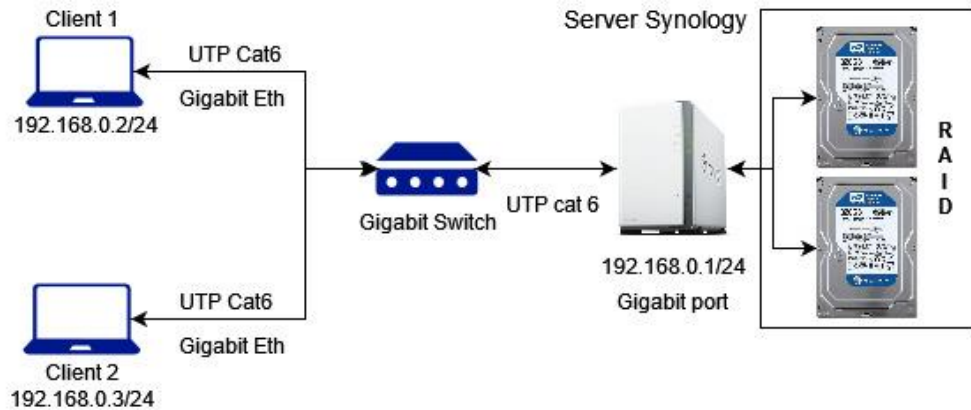 Client 1
UTP Cat6
Gigabit Eth
192.168.0.2/24
Server Synology
R
A
I
D
Gigabit Switch
UTP cat 6
192.168.0.1/24
Gigabit port
UTP Cat6
Gigabit Eth
Client 2
192.168.0.3/24